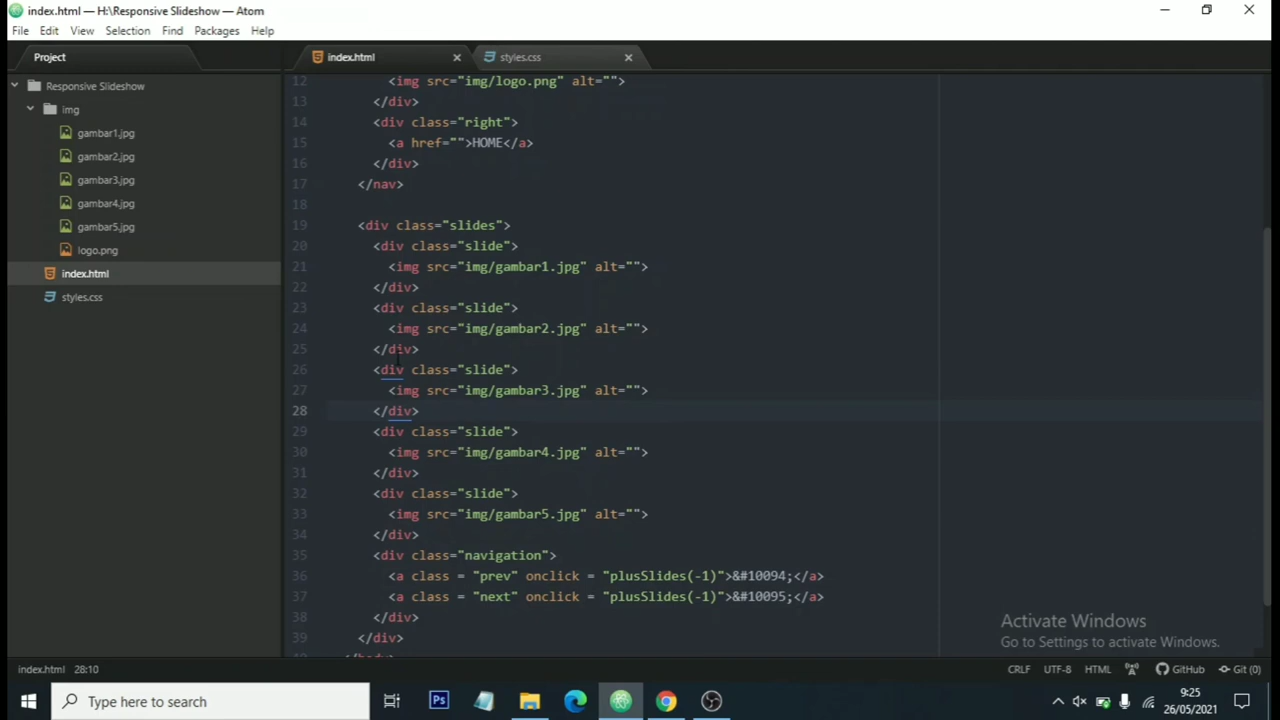 index.html — H:\Responsive Slideshow — Atom
File Edit View Selection Find Packages Help
Project
index.html
styles.css
Responsive Slideshow
img
gambar1.jpg
gambar2.jpg
gambar3.jpg
gambar4.jpg
gambar5.jpg
logo.png
index.html
styles.css
12 <img src="img/logo.png" alt="">
13 </div>
14 <div class="right">
15 <a href="">HOME</a>
16 </div>
17 </nav>
18
19 <div class="slides">
20 <div class="slide">
21 <img src="img/gambar1.jpg" alt="">
22 </div>
23 <div class="slide">
24 <img src="img/gambar2.jpg" alt="">
25 </div>
26 <div class="slide">
27 <img src="img/gambar3.jpg" alt="">
28 </div>
29 <div class="slide">
30 <img src="img/gambar4.jpg" alt="">
31 </div>
32 <div class="slide">
33 <img src="img/gambar5.jpg" alt="">
34 </div>
35 <div class="navigation">
36 <a class = "prev" onclick = "plusSlides(-1)">&#10094;</a>
37 <a class = "next" onclick = "plusSlides(-1)">&#10095;</a>
38 </div>
39 </div>
Activate Windows
Go to Settings to activate Windows.
index.html 28:10
CRLF UTF-8 HTML GitHub Git (0)
Type here to search
Ps
9:25
26/05/2021